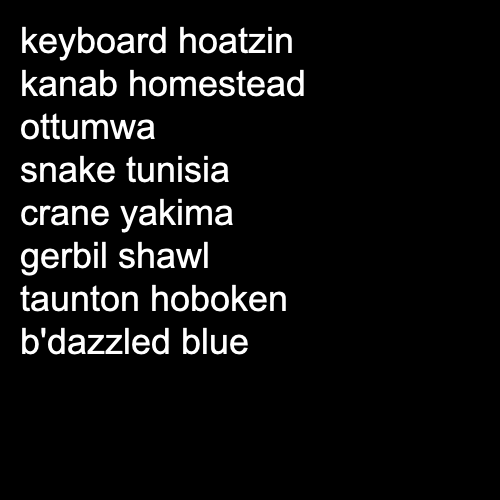 keyboard hoatzin
kanab homestead
ottumwa
snake tunisia
crane yakima
gerbil shawl
taunton hoboken
b'dazzled blue